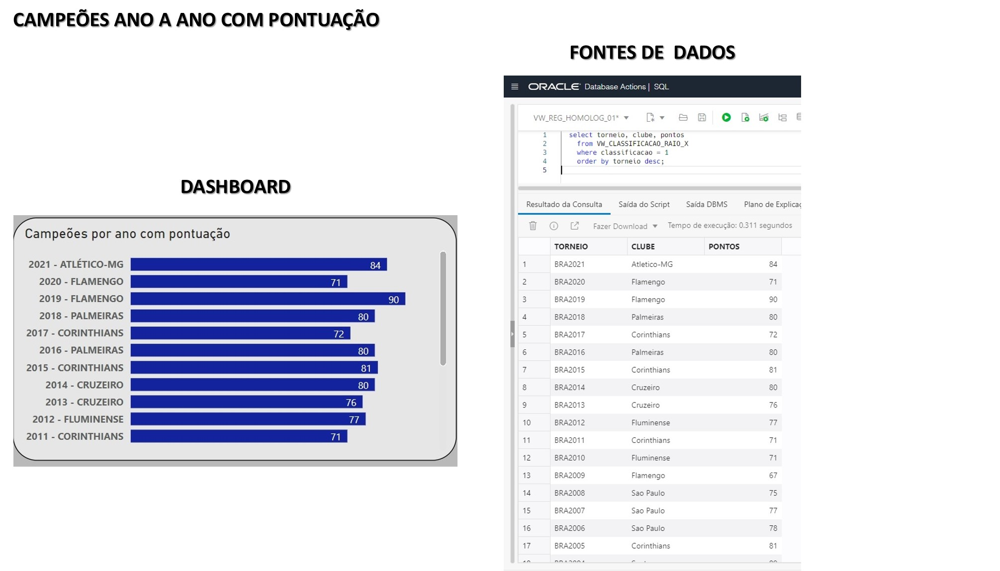 CAMPEÕES ANO A ANO COM PONTUAÇÃO
FONTES DE DADOS
DASHBOARD
Campeões por ano com pontuação
2021 - ATLÉTICO-MG 84
2020 - FLAMENGO 71
2019 - FLAMENGO 90
2018 - PALMEIRAS 80
2017 - CORINTHIANS 72
2016 - PALMEIRAS 80
2015 - CORINTHIANS 81
2014 - CRUZEIRO 80
2013 - CRUZEIRO 76
2012 - FLUMINENSE 77
2011 - CORINTHIANS 71
ORACLE Database Actions | SQL
VW_REG_HOMOLOG_01*
1 select torneio, clube, pontos
2 from VW_CLASSIFICACAO_RAIO_X
3 where classificacao = 1
4 order by torneio desc;
5
Resultado da Consulta Saída do Script Saída DBMS Plano de Explicaç
Fazer Download Tempo de execução: 0.311 segundos
TORNEIO CLUBE PONTOS
1 BRA2021 Atletico-MG 84
2 BRA2020 Flamengo 71
3 BRA2019 Flamengo 90
4 BRA2018 Palmeiras 80
5 BRA2017 Corinthians 72
6 BRA2016 Palmeiras 80
7 BRA2015 Corinthians 81
8 BRA2014 Cruzeiro 80
9 BRA2013 Cruzeiro 76
10 BRA2012 Fluminense 77
11 BRA2011 Corinthians 71
12 BRA2010 Fluminense 71
13 BRA2009 Flamengo 67
14 BRA2008 Sao Paulo 75
15 BRA2007 Sao Paulo 77
16 BRA2006 Sao Paulo 78
17 BRA2005 Corinthians 81